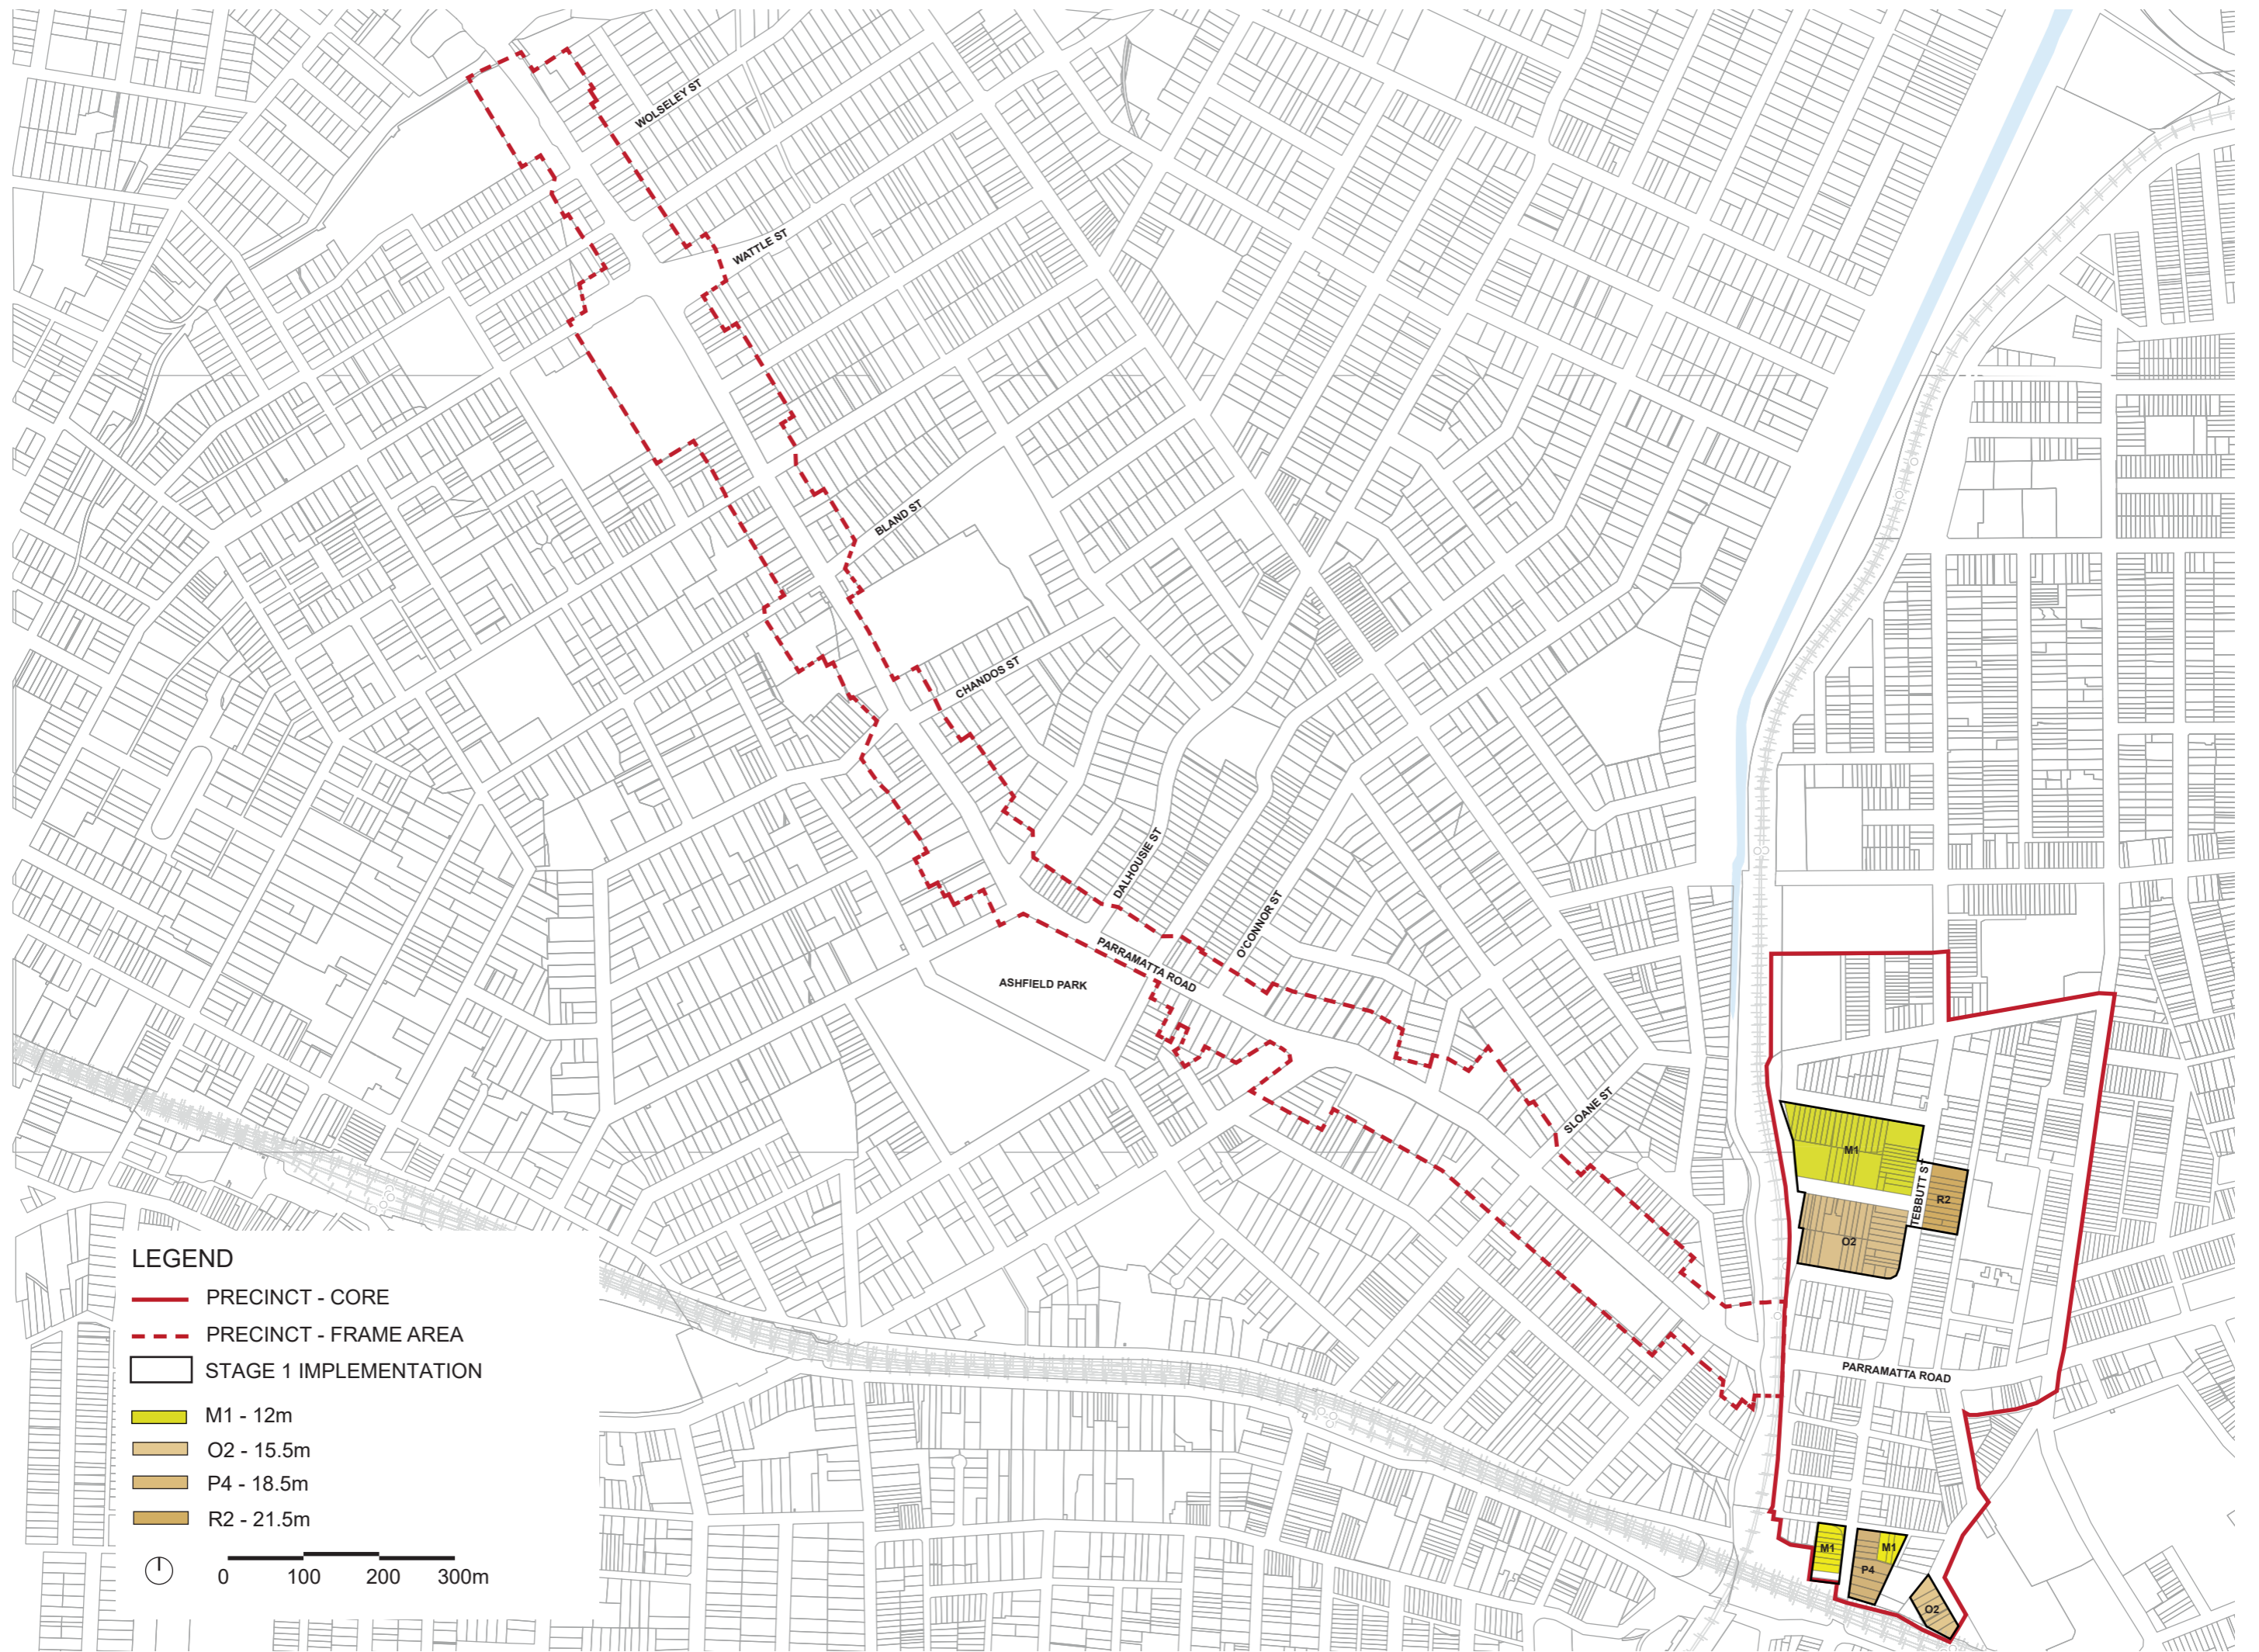 WOLSELEY ST
WATTLE ST
BLAND ST
CHANDOS ST
DALHOUSIE ST
O'CONNOR ST
PARRAMATTA ROAD
ASHFIELD PARK
SLOANE ST
M1
TEBBUTT ST
R2
O2
PARRAMATTA ROAD
M1
M1
P4
O2
LEGEND
PRECINCT - CORE
PRECINCT - FRAME AREA
STAGE 1 IMPLEMENTATION
M1 - 12m
O2 - 15.5m
P4 - 18.5m
R2 - 21.5m
0 100 200 300m